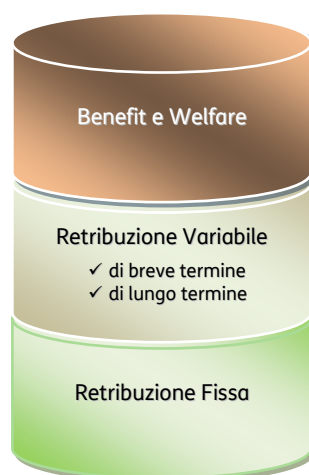 Benefit e Welfare
Retribuzione Variabile
✓ di breve termine
✓ di lungo termine
Retribuzione Fissa